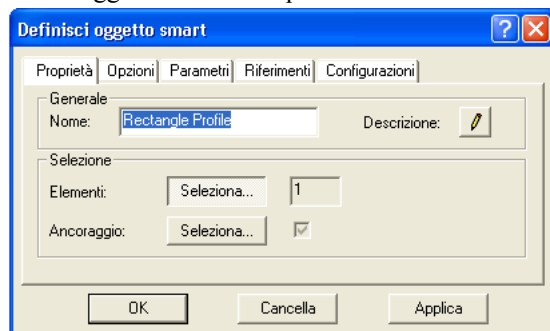 Definisci oggetto smart
Proprietà Opzioni Parametri Riferimenti Configurazioni
Generale
Nome: Rectangle Profile Descrizione:
Selezione
Elementi: Seleziona... 1
Ancoraggio: Seleziona...
OK Cancella Applica